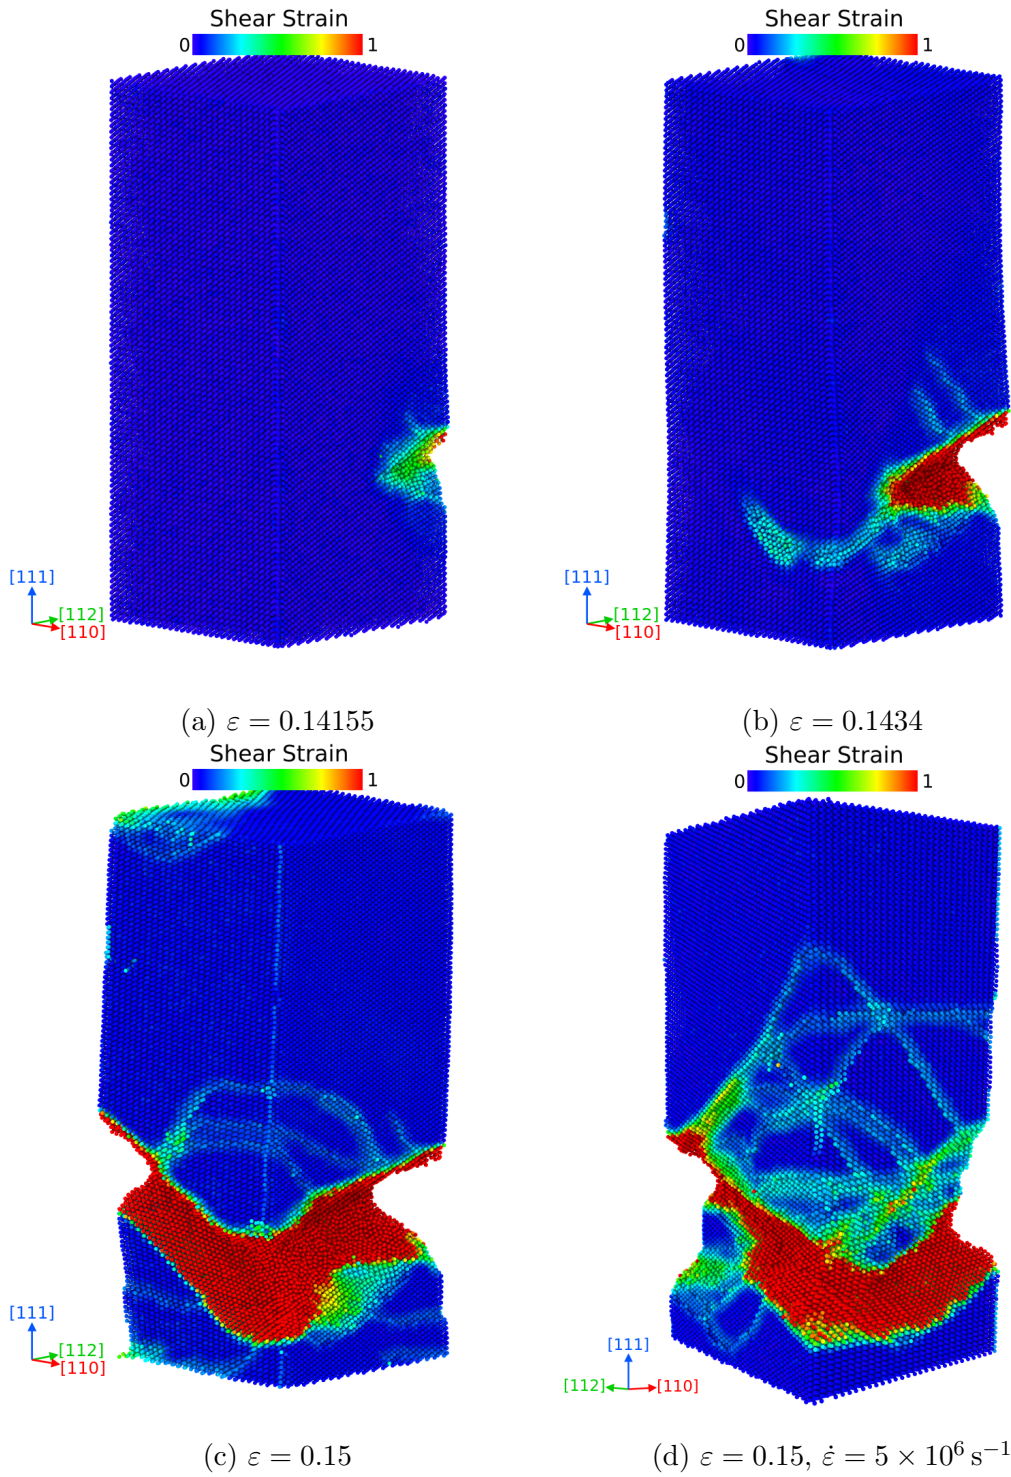 Shear Strain
0 1
[111]
[112]
[110]
(a) ε = 0.14155
Shear Strain
0 1
[111]
[112]
[110]
(b) ε = 0.1434
Shear Strain
0 1
[111]
[112]
[110]
(c) ε = 0.15
Shear Strain
0 1
[111]
[112] [110]
(d) ε = 0.15, ε̇ = 5 × 10⁶ s⁻¹